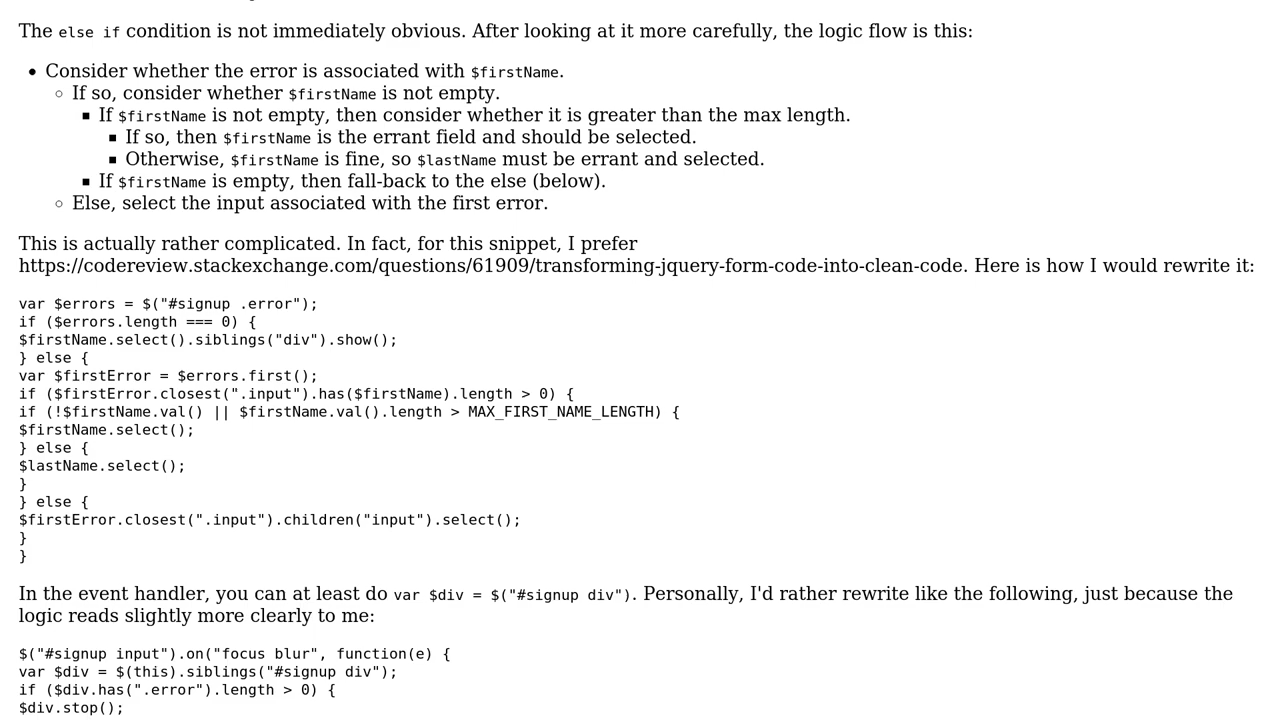 The else if condition is not immediately obvious. After looking at it more carefully, the logic flow is this:
• Consider whether the error is associated with $firstName.
◦ If so, consider whether $firstName is not empty.
▪ If $firstName is not empty, then consider whether it is greater than the max length.
▪ If so, then $firstName is the errant field and should be selected.
▪ Otherwise, $firstName is fine, so $lastName must be errant and selected.
▪ If $firstName is empty, then fall-back to the else (below).
◦ Else, select the input associated with the first error.
This is actually rather complicated. In fact, for this snippet, I prefer
https://codereview.stackexchange.com/questions/61909/transforming-jquery-form-code-into-clean-code. Here is how I would rewrite it:
var $errors = $("#signup .error");
if ($errors.length === 0) {
$firstName.select().siblings("div").show();
} else {
var $firstError = $errors.first();
if ($firstError.closest(".input").has($firstName).length > 0) {
if (!$firstName.val() || $firstName.val().length > MAX_FIRST_NAME_LENGTH) {
$firstName.select();
} else {
$lastName.select();
}
} else {
$firstError.closest(".input").children("input").select();
}
}
In the event handler, you can at least do var $div = $("#signup div"). Personally, I'd rather rewrite like the following, just because the
logic reads slightly more clearly to me:
$("#signup input").on("focus blur", function(e) {
var $div = $(this).siblings("#signup div");
if ($div.has(".error").length > 0) {
$div.stop();